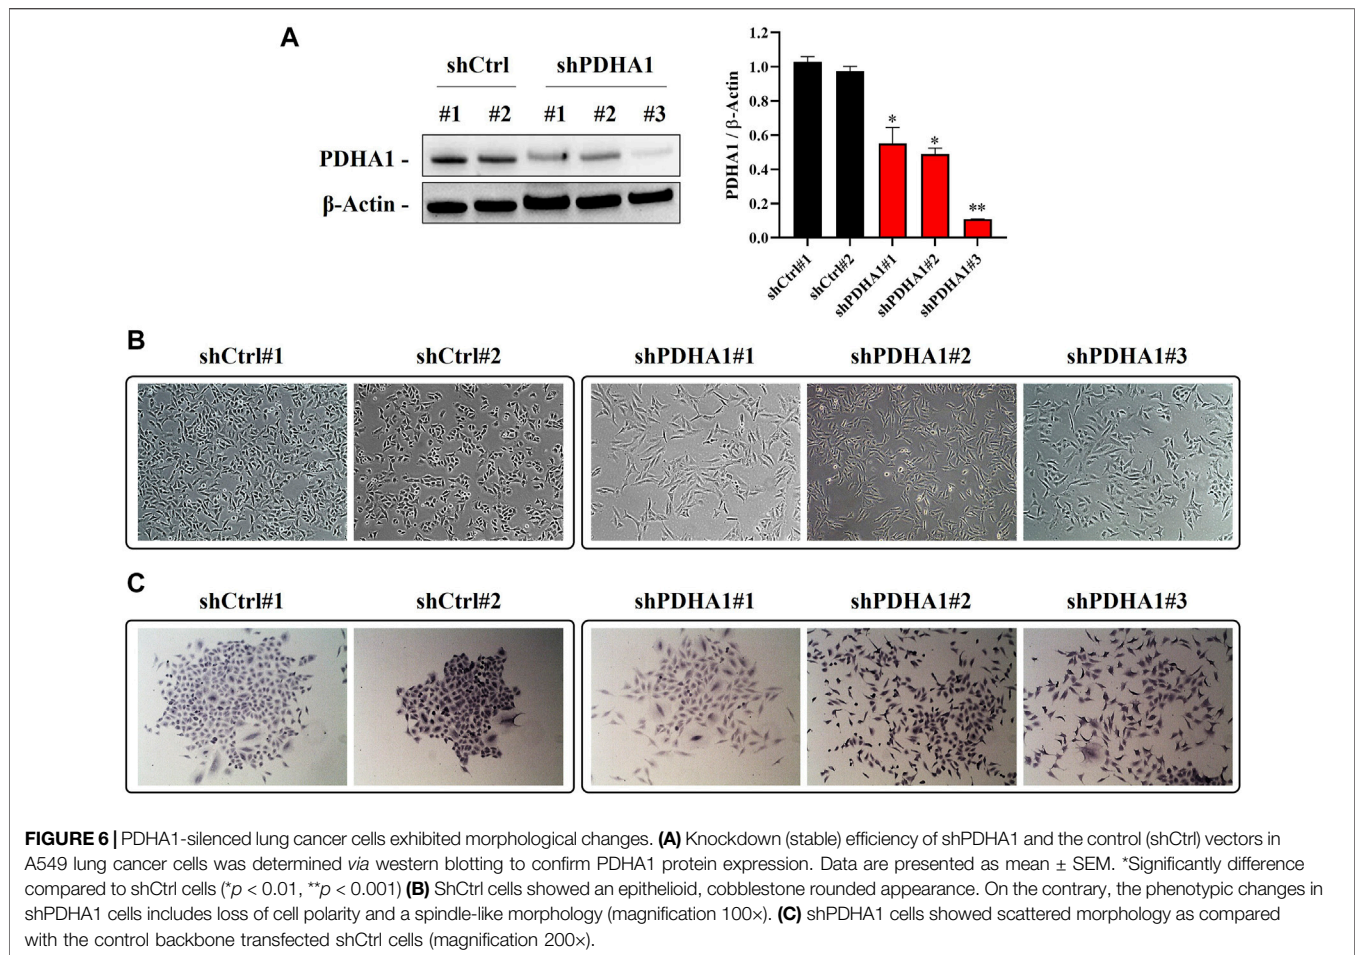 A
shCtrl shPDHA1
#1 #2 #1 #2 #3
PDHA1 -
β-Actin -
PDHA1 / β-Actin
1.2
1.0
0.8
0.6
0.4
0.2
0.0
* * **
shCtrl#1 shCtrl#2 shPDHA1#1 shPDHA1#2 shPDHA1#3
B
shCtrl#1 shCtrl#2 shPDHA1#1 shPDHA1#2 shPDHA1#3
C
shCtrl#1 shCtrl#2 shPDHA1#1 shPDHA1#2 shPDHA1#3
FIGURE 6 | PDHA1-silenced lung cancer cells exhibited morphological changes. (A) Knockdown (stable) efficiency of shPDHA1 and the control (shCtrl) vectors in
A549 lung cancer cells was determined via western blotting to confirm PDHA1 protein expression. Data are presented as mean ± SEM. *Significantly difference
compared to shCtrl cells (*p < 0.01, **p < 0.001) (B) ShCtrl cells showed an epithelioid, cobblestone rounded appearance. On the contrary, the phenotypic changes in
shPDHA1 cells includes loss of cell polarity and a spindle-like morphology (magnification 100×). (C) shPDHA1 cells showed scattered morphology as compared
with the control backbone transfected shCtrl cells (magnification 200×).